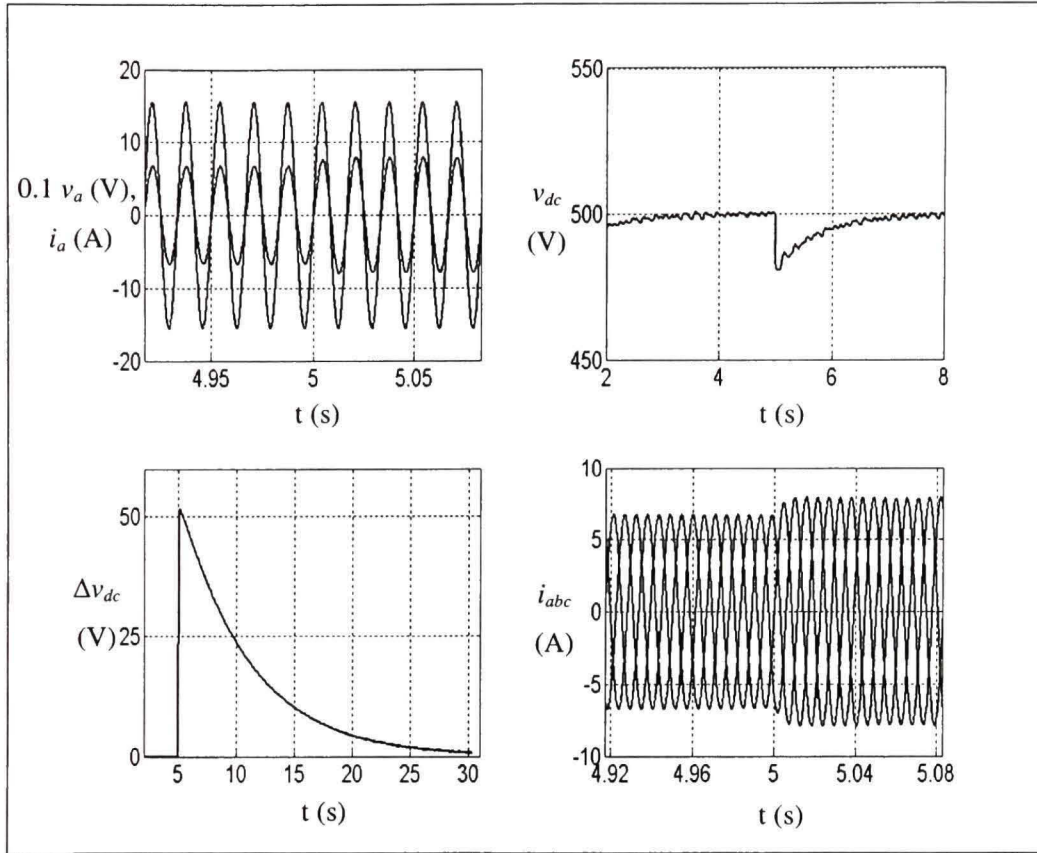 20
10
0
-10
-20
0.1 v_a (V),
i_a (A)
4.95
5
5.05
t (s)
550
500
450
v_dc
(V)
2
4
6
8
t (s)
50
25
0
Δv_dc
(V)
5
10
15
20
25
30
t (s)
10
5
0
-5
-10
i_abc
(A)
4.92
4.96
5
5.04
5.08
t (s)